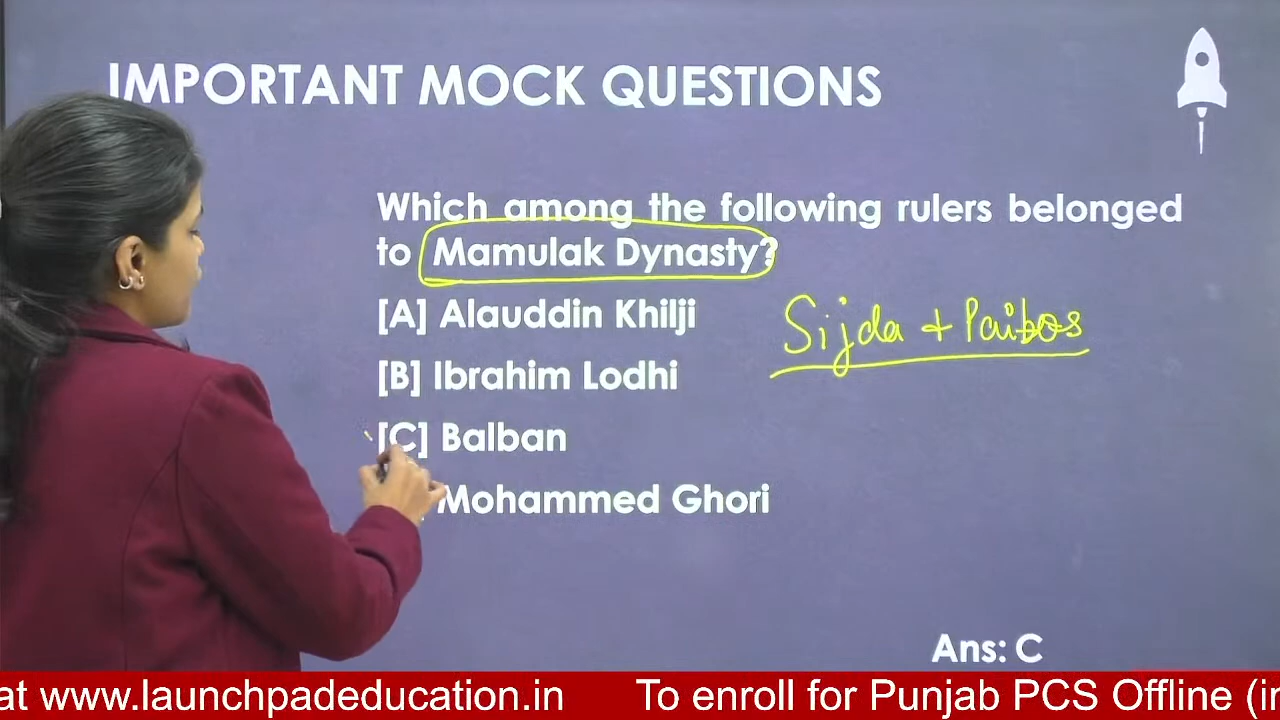 IMPORTANT MOCK QUESTIONS
Which among the following rulers belonged
to Mamulak Dynasty?
[A] Alauddin Khilji
Sijda + Paibos
[B] Ibrahim Lodhi
[C] Balban
Mohammed Ghori
Ans: C
at www.launchpadeducation.in To enroll for Punjab PCS Offline (i